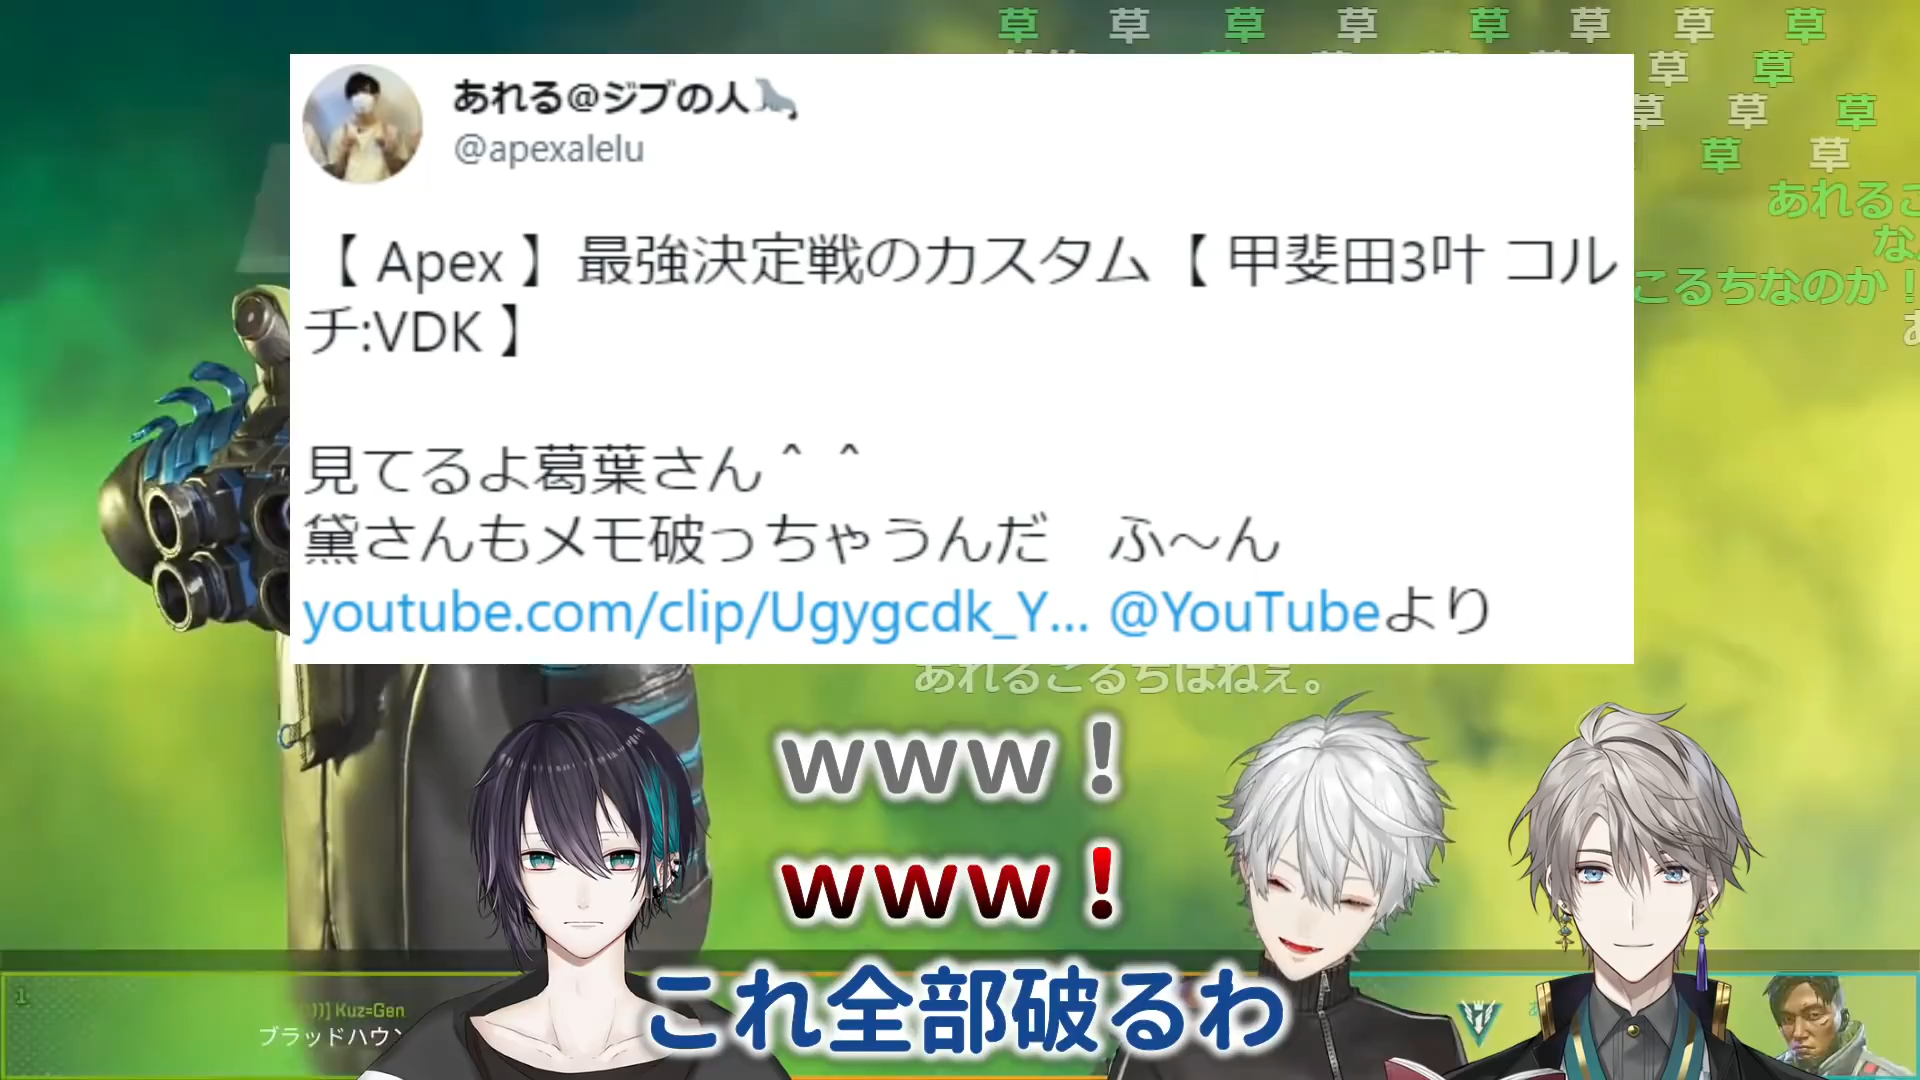 草 草 草 草 草 草 草 草
草 草
草 草 草
草 草
あれるこ
な
こるちなのか！
あ
あれる@ジブの人🦭
@apexalelu
【 Apex 】 最強決定戦のカスタム【 甲斐田3叶 コル
チ:VDK 】
見てるよ葛葉さん＾ ＾
黛さんもメモ破っちゃうんだ　ふ～ん
youtube.com/clip/Ugygcdk_Y... @YouTubeより
あれるこるちはねぇ。
www！
www！
これ全部破るわ
1
Kuz=Gen
ブラッドハウン
あ